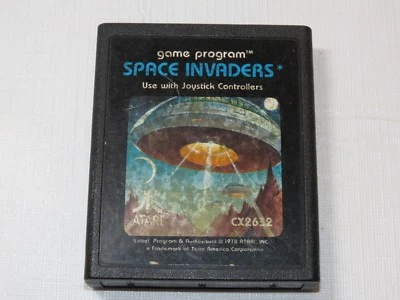 game program™
SPACE INVADERS*
Use with Joystick Controllers
ATARI CX2632
Label, Program & Audiovisual © 1978 ATARI, INC.
* Trademark of Taito America Corporation